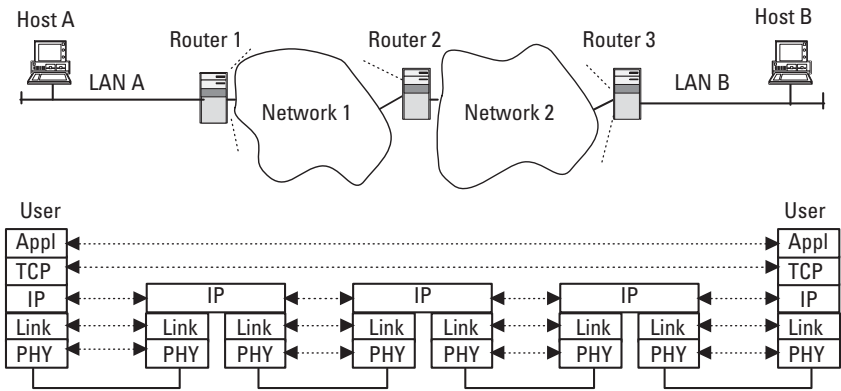 Host A
Host B
Router 1
Router 2
Router 3
LAN A
LAN B
Network 1
Network 2
User
User
Appl
Appl
TCP
TCP
IP
IP
IP
IP
IP
Link
Link
Link
Link
Link
Link
Link
Link
PHY
PHY
PHY
PHY
PHY
PHY
PHY
PHY